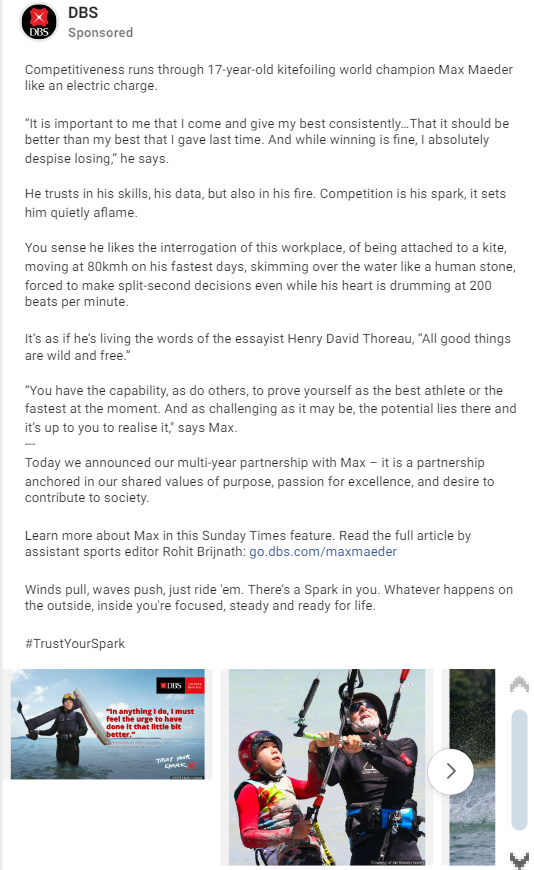 DBS
DBS
Sponsored
Competitiveness runs through 17-year-old kitefoiling world champion Max Maeder
like an electric charge.
“It is important to me that I come and give my best consistently…That it should be
better than my best that I gave last time. And while winning is fine, I absolutely
despise losing,” he says.
He trusts in his skills, his data, but also in his fire. Competition is his spark, it sets
him quietly aflame.
You sense he likes the interrogation of this workplace, of being attached to a kite,
moving at 80kmh on his fastest days, skimming over the water like a human stone,
forced to make split-second decisions even while his heart is drumming at 200
beats per minute.
It’s as if he’s living the words of the essayist Henry David Thoreau, “All good things
are wild and free.”
“You have the capability, as do others, to prove yourself as the best athlete or the
fastest at the moment. And as challenging as it may be, the potential lies there and
it’s up to you to realise it," says Max.
---
Today we announced our multi-year partnership with Max – it is a partnership
anchored in our shared values of purpose, passion for excellence, and desire to
contribute to society.
Learn more about Max in this Sunday Times feature. Read the full article by
assistant sports editor Rohit Brijnath: go.dbs.com/maxmaeder
Winds pull, waves push, just ride 'em. There’s a Spark in you. Whatever happens on
the outside, inside you're focused, steady and ready for life.
#TrustYourSpark
DBS
“In anything I do, I must
feel the urge to have
done it that little bit
better.”
TRUST YOUR
SPARK